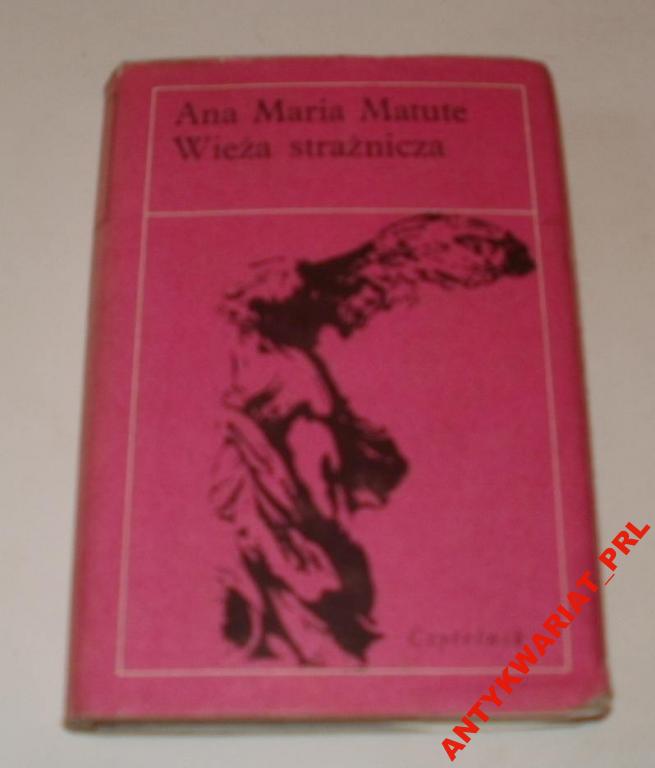 Ana Maria Matute
Wieża strażnicza
Czytelnik
ANTYKWARIAT_PRL